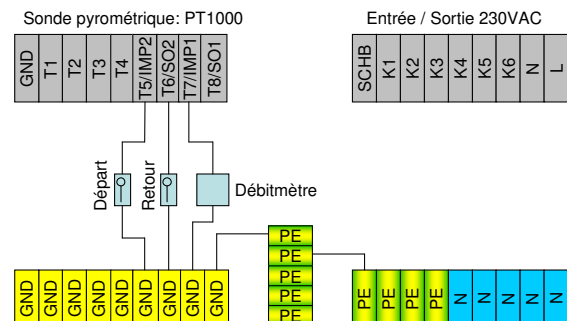 Sonde pyrométrique: PT1000
Entrée / Sortie 230VAC
GND
T1
T2
T3
T4
T5/IMP2
T6/SO2
T7/IMP1
T8/SO1
SCHB
K1
K2
K3
K4
K5
K6
N
L
Départ
Retour
Débitmètre
PE
PE
PE
PE
PE
GND
GND
GND
GND
GND
GND
GND
GND
GND
PE
PE
PE
PE
N
N
N
N
N